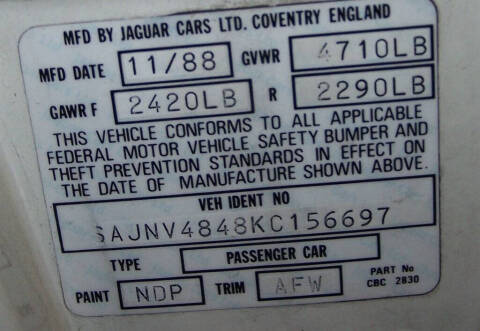 MFD BY JAGUAR CARS LTD. COVENTRY ENGLAND
MFD DATE 11/88 GVWR 4710LB
GAWR F 2420LB R 2290LB
THIS VEHICLE CONFORMS TO ALL APPLICABLE
FEDERAL MOTOR VEHICLE SAFETY BUMPER AND
THEFT PREVENTION STANDARDS IN EFFECT ON
THE DATE OF MANUFACTURE SHOWN ABOVE.
VEH IDENT NO
SAJNV4848KC156697
TYPE PASSENGER CAR
PAINT NDP TRIM AFW PART No
CBC 2830